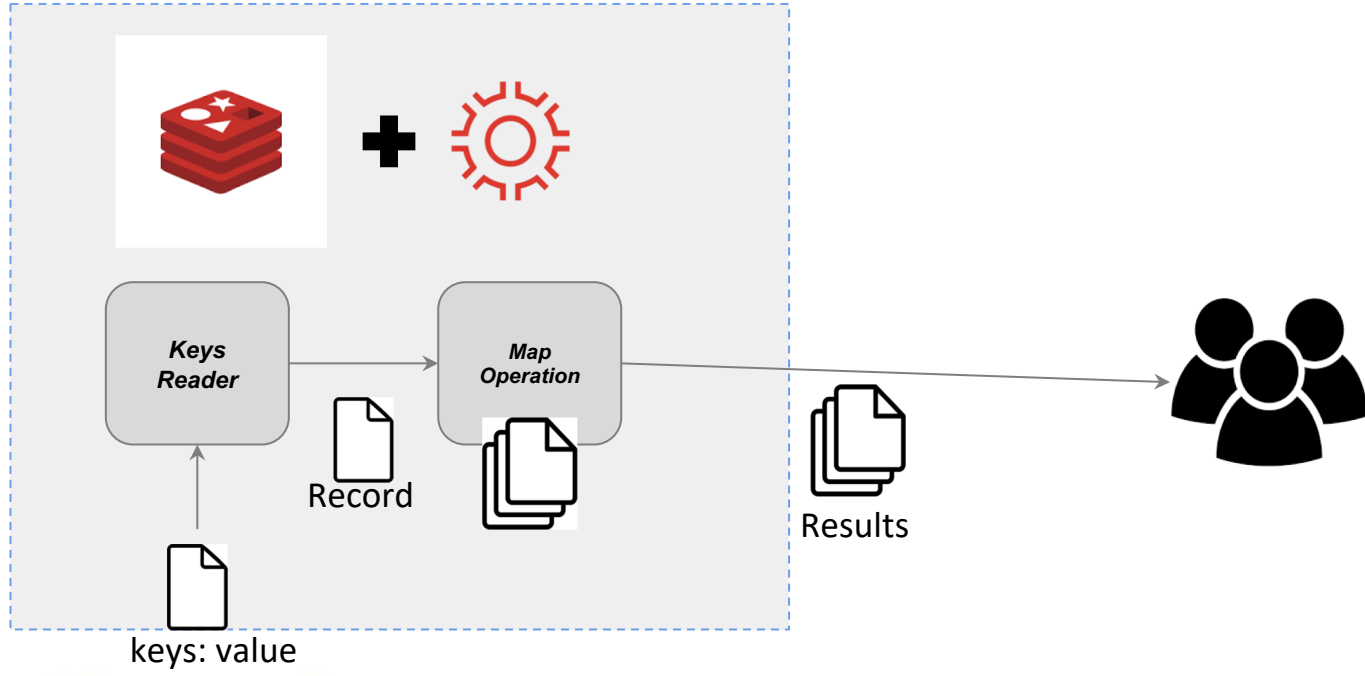 Keys
Reader
Map
Operation
Record
Results
keys: value